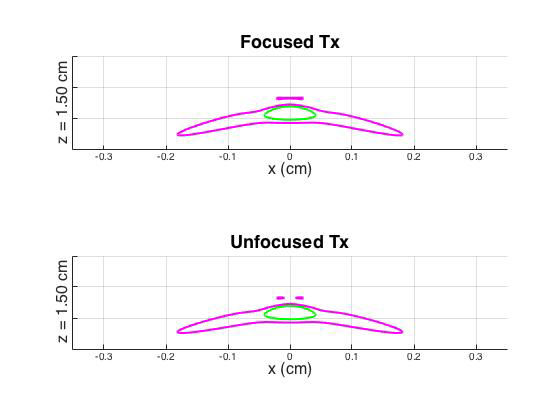 Focused Tx
z = 1.50 cm
-0.3 -0.2 -0.1 0 0.1 0.2 0.3
x (cm)
Unfocused Tx
z = 1.50 cm
-0.3 -0.2 -0.1 0 0.1 0.2 0.3
x (cm)